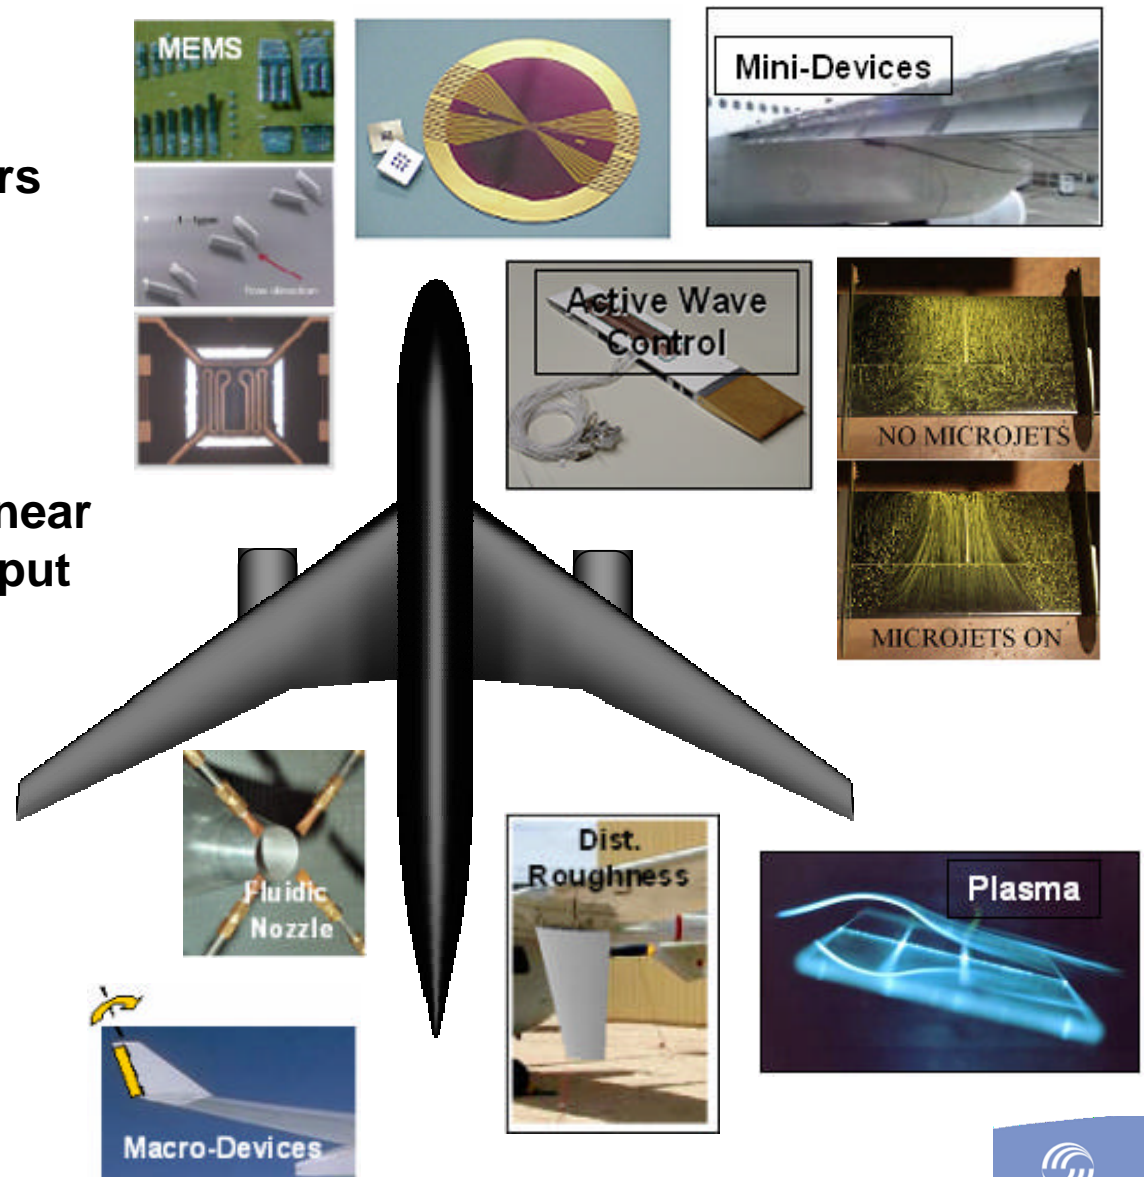 MEMS
Mini-Devices
rs
Active Wave
Control
NO MICROJETS
near
put
MICROJETS ON
Dist.
Roughness
Fluidic
Nozzle
Plasma
Macro-Devices